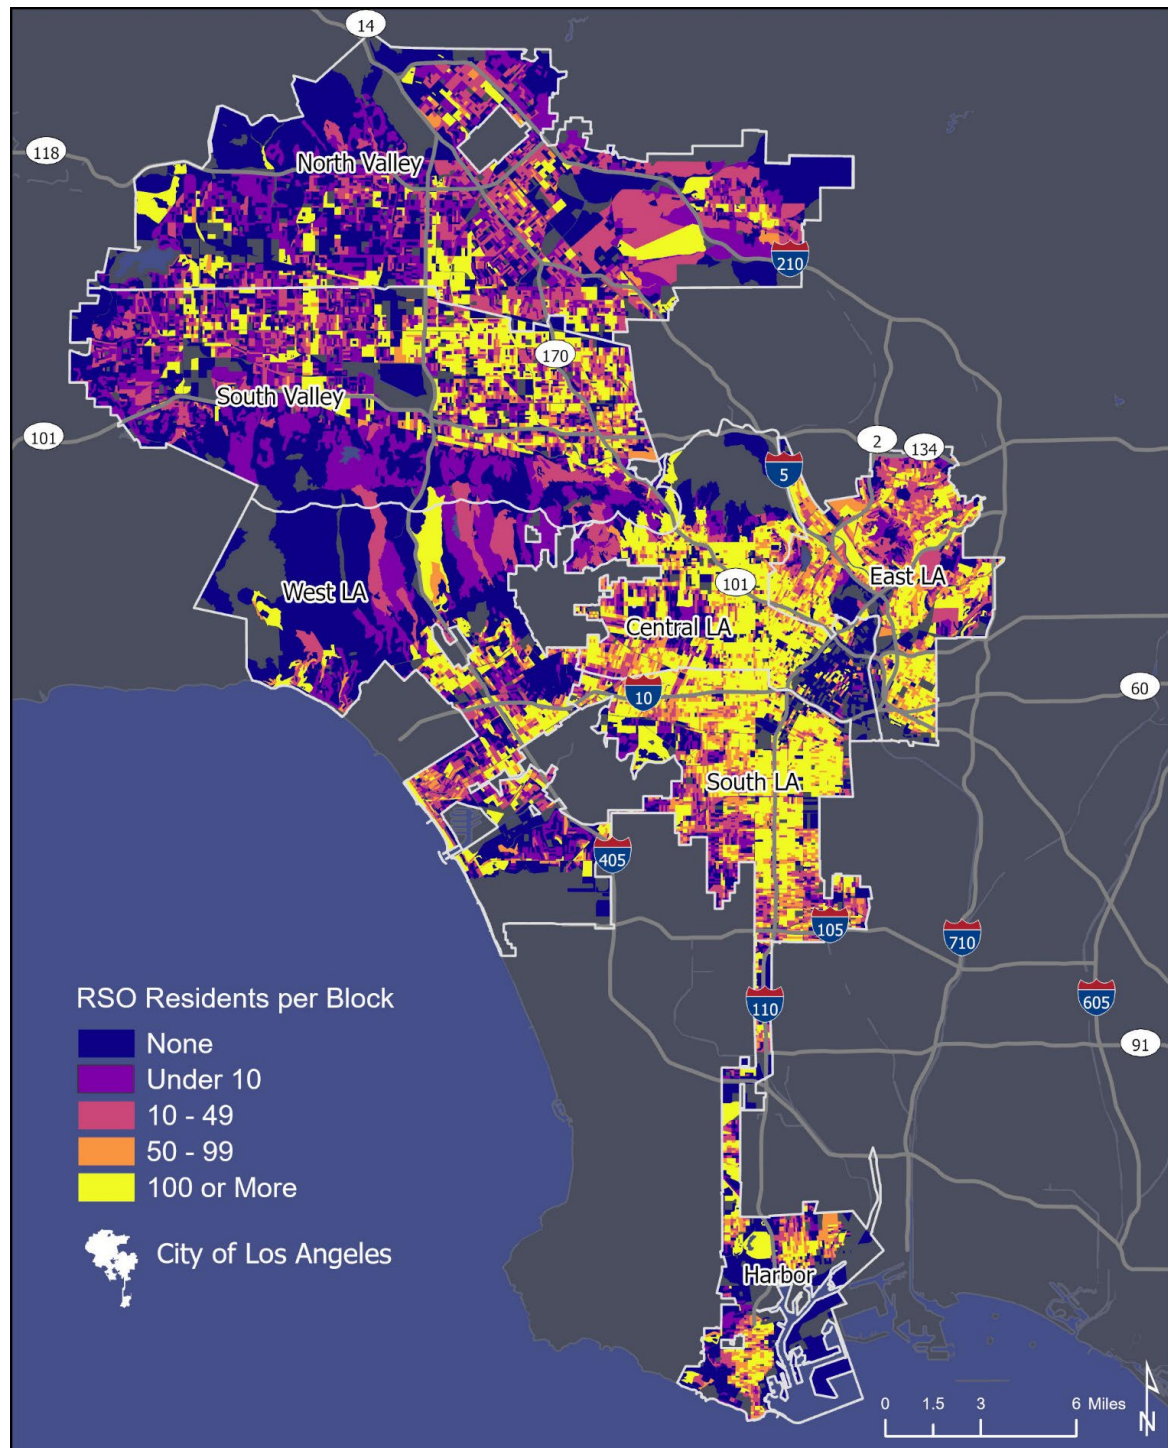 14
118
North Valley
210
170
South Valley
101
2
134
5
East LA
West LA
101
Central LA
10
60
South LA
405
105
710
RSO Residents per Block
None
Under 10
10 - 49
50 - 99
100 or More
City of Los Angeles
110
605
91
Harbor
0 1.5 3 6 Miles
N